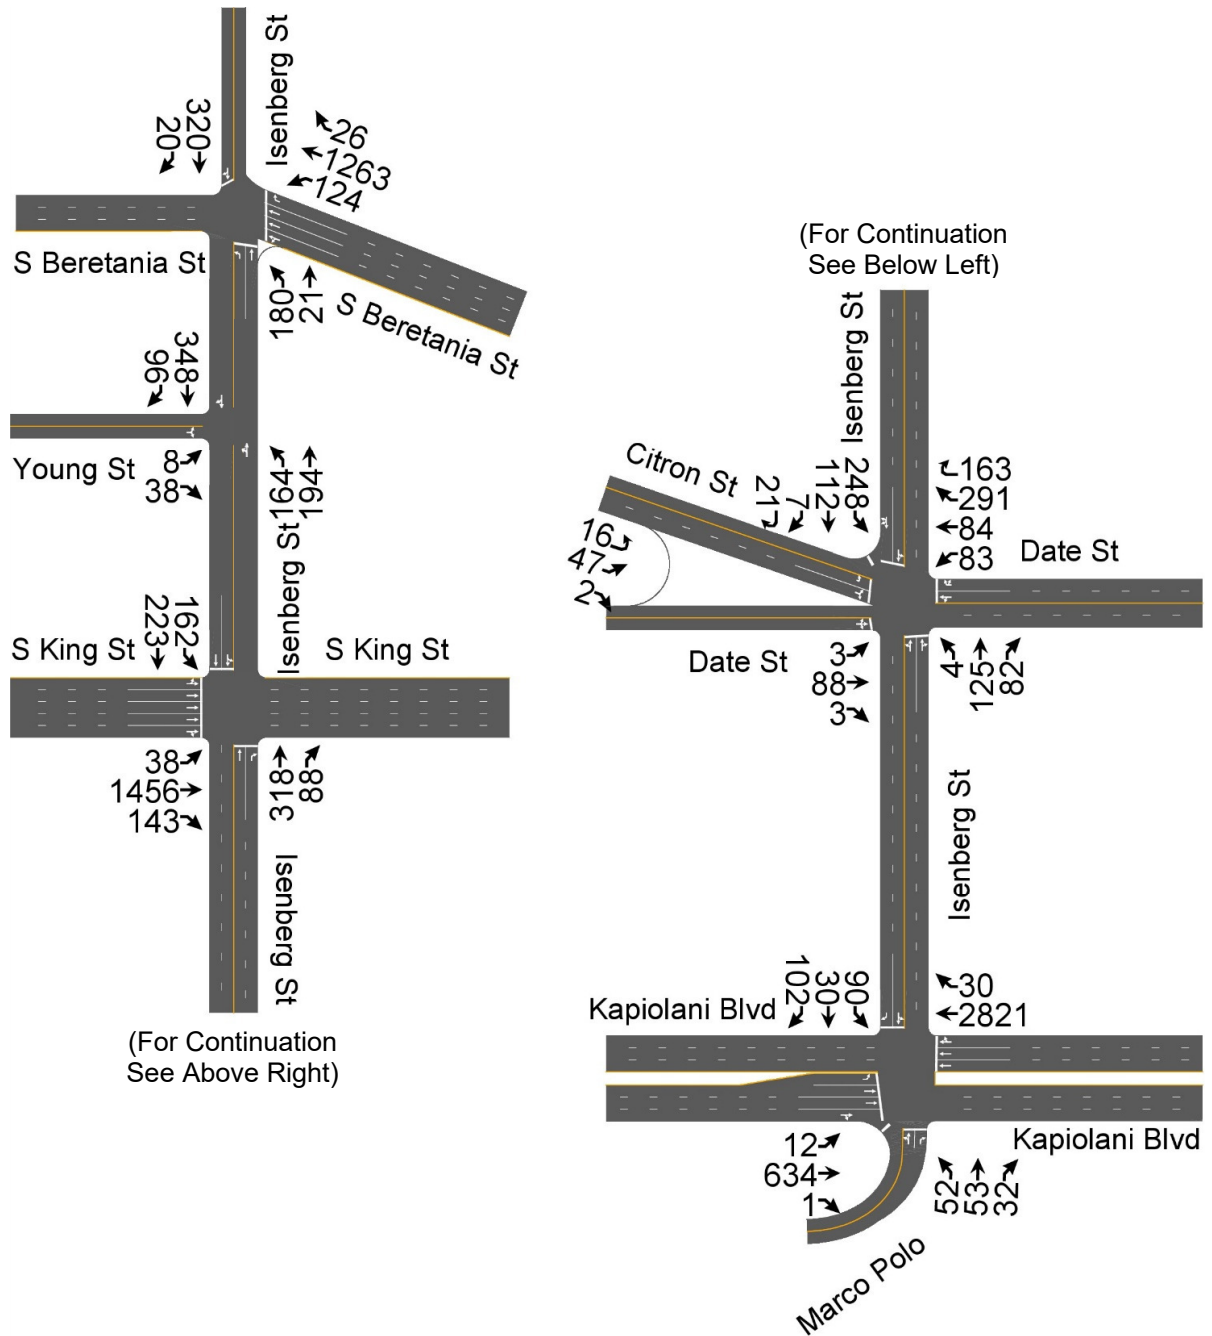 Isenberg St
320
20
26
1263
124
S Beretania St
180
21
S Beretania St
348
96
Young St
8
38
164
194
Isenberg St
162
223
S King St
S King St
38
1456
143
318
88
Isenberg St
(For Continuation
See Above Right)
(For Continuation
See Below Left)
Isenberg St
Citron St
21
7
112
248
163
291
84
83
Date St
16
47
2
Date St
3
88
3
4
125
82
Isenberg St
102
30
90
Kapiolani Blvd
30
2821
12
634
1
52
53
32
Kapiolani Blvd
Marco Polo